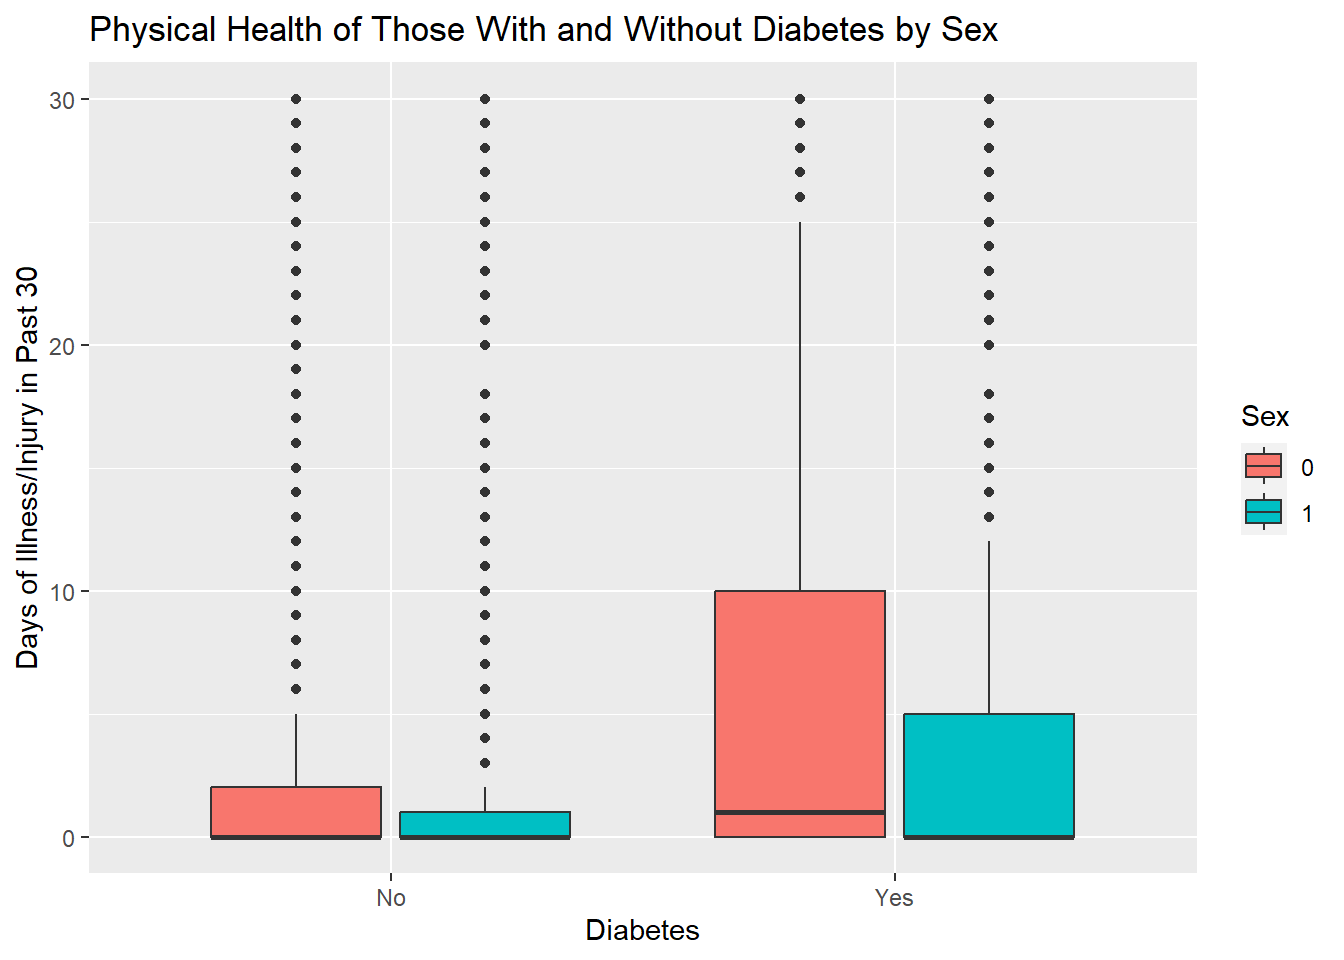 Physical Health of Those With and Without Diabetes by Sex
Days of Illness/Injury in Past 30
30
20
10
0
No
Yes
Diabetes
Sex
0
1